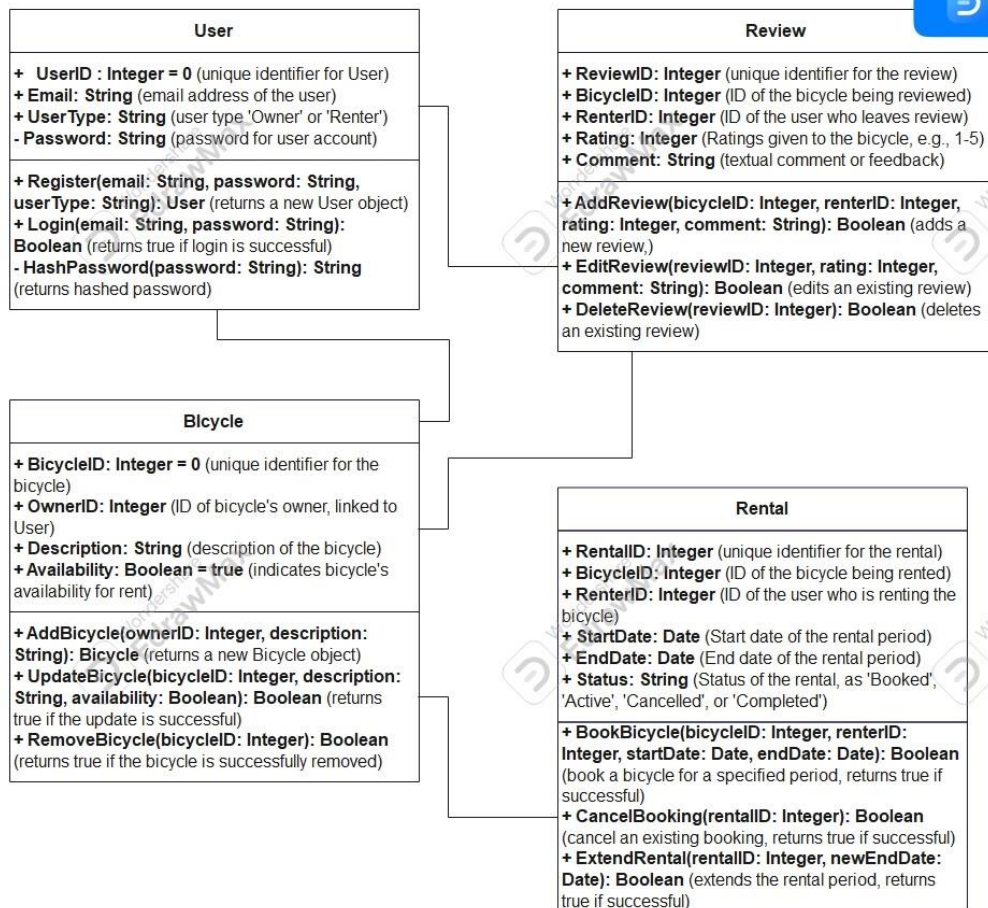 User
+ UserID : Integer = 0 (unique identifier for User)
+ Email: String (email address of the user)
+ UserType: String (user type 'Owner' or 'Renter')
- Password: String (password for user account)
+ Register(email: String, password: String,
userType: String): User (returns a new User object)
+ Login(email: String, password: String):
Boolean (returns true if login is successful)
- HashPassword(password: String): String
(returns hashed password)
Review
+ ReviewID: Integer (unique identifier for the review)
+ BicycleID: Integer (ID of the bicycle being reviewed)
+ RenterID: Integer (ID of the user who leaves review)
+ Rating: Integer (Ratings given to the bicycle, e.g., 1-5)
+ Comment: String (textual comment or feedback)
+ AddReview(bicycleID: Integer, renterID: Integer,
rating: Integer, comment: String): Boolean (adds a
new review,)
+ EditReview(reviewID: Integer, rating: Integer,
comment: String): Boolean (edits an existing review)
+ DeleteReview(reviewID: Integer): Boolean (deletes
an existing review)
BIcycle
+ BicycleID: Integer = 0 (unique identifier for the
bicycle)
+ OwnerID: Integer (ID of bicycle's owner, linked to
User)
+ Description: String (description of the bicycle)
+ Availability: Boolean = true (indicates bicycle's
availability for rent)
+ AddBicycle(ownerID: Integer, description:
String): Bicycle (returns a new Bicycle object)
+ UpdateBicycle(bicycleID: Integer, description:
String, availability: Boolean): Boolean (returns
true if the update is successful)
+ RemoveBicycle(bicycleID: Integer): Boolean
(returns true if the bicycle is successfully removed)
Rental
+ RentalID: Integer (unique identifier for the rental)
+ BicycleID: Integer (ID of the bicycle being rented)
+ RenterID: Integer (ID of the user who is renting the
bicycle)
+ StartDate: Date (Start date of the rental period)
+ EndDate: Date (End date of the rental period)
+ Status: String (Status of the rental, as 'Booked',
'Active', 'Cancelled', or 'Completed')
+ BookBicycle(bicycleID: Integer, renterID:
Integer, startDate: Date, endDate: Date): Boolean
(book a bicycle for a specified period, returns true if
successful)
+ CancelBooking(rentalID: Integer): Boolean
(cancel an existing booking, returns true if successful)
+ ExtendRental(rentalID: Integer, newEndDate:
Date): Boolean (extends the rental period, returns
true if successful)
Wondershare
EdrawMax
Wondershare
EdrawMax
Wondershare
EdrawMax
Wondershare
EdrawMax